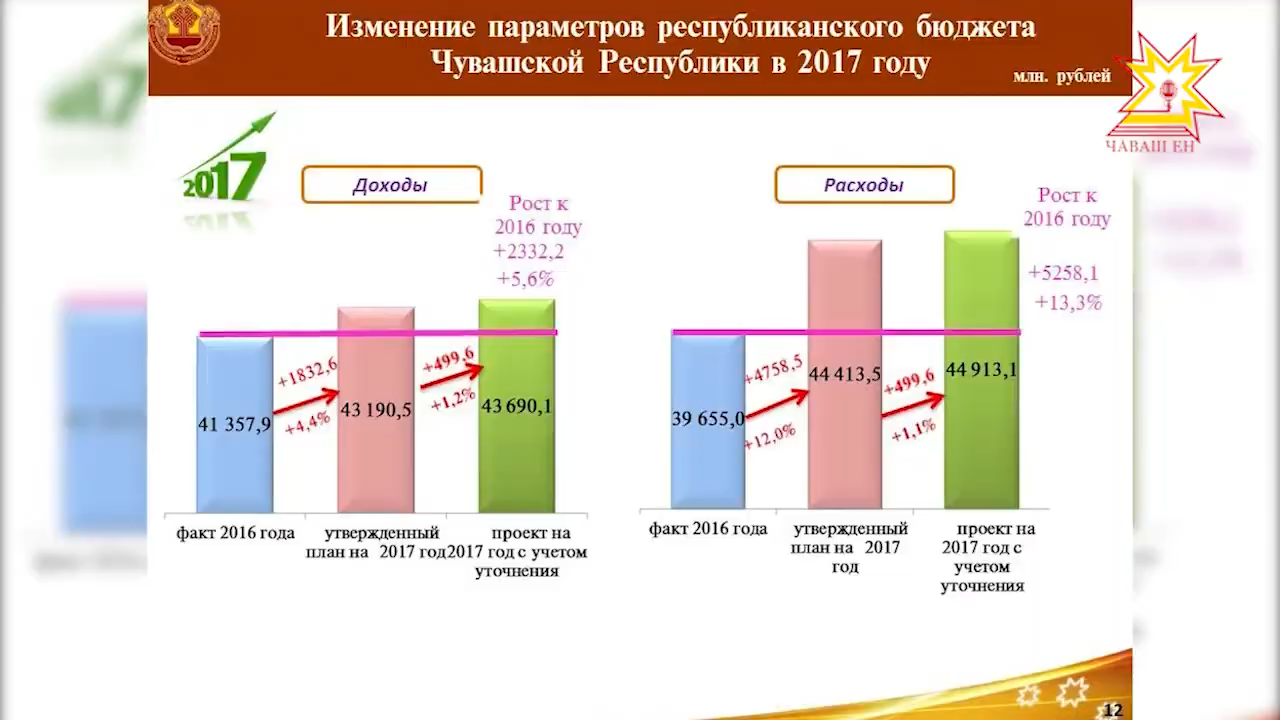 Изменение параметров республиканского бюджета
Чувашской Республики в 2017 году
млн. рублей
ЧАВАШ ЕН
2017
Доходы
Рост к
2016 году
+2332,2
+5,6%
+1832,6
+4,4%
+499,6
+1,2%
41 357,9
43 190,5
43 690,1
факт 2016 года
утвержденный
план на 2017 год
проект на
2017 год с учетом
уточнения
Расходы
Рост к
2016 году
+5258,1
+13,3%
+4758,5
+12,0%
+499,6
+1,1%
39 655,0
44 413,5
44 913,1
факт 2016 года
утвержденный
план на 2017
год
проект на
2017 год с
учетом
уточнения
12